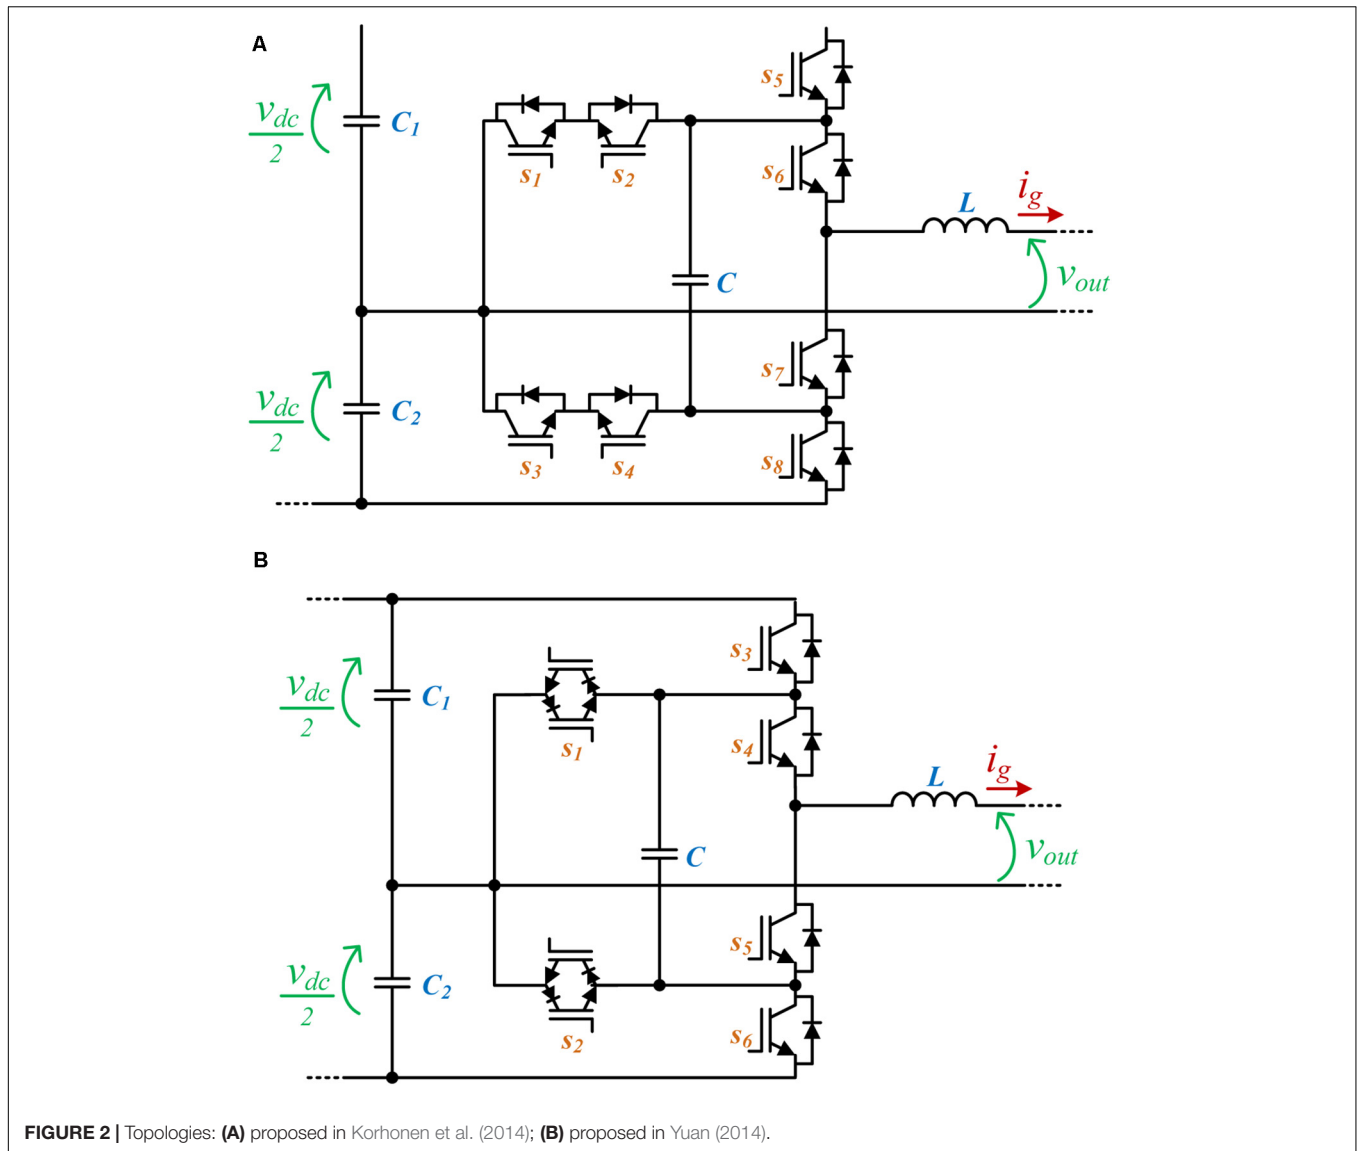 A
v_dc/2
C_1
s_1
s_2
s_5
s_6
L
i_g
C
v_out
v_dc/2
C_2
s_3
s_4
s_7
s_8
B
v_dc/2
C_1
s_1
s_3
s_4
L
i_g
C
v_out
v_dc/2
C_2
s_2
s_5
s_6
FIGURE 2 | Topologies: (A) proposed in Korhonen et al. (2014); (B) proposed in Yuan (2014).